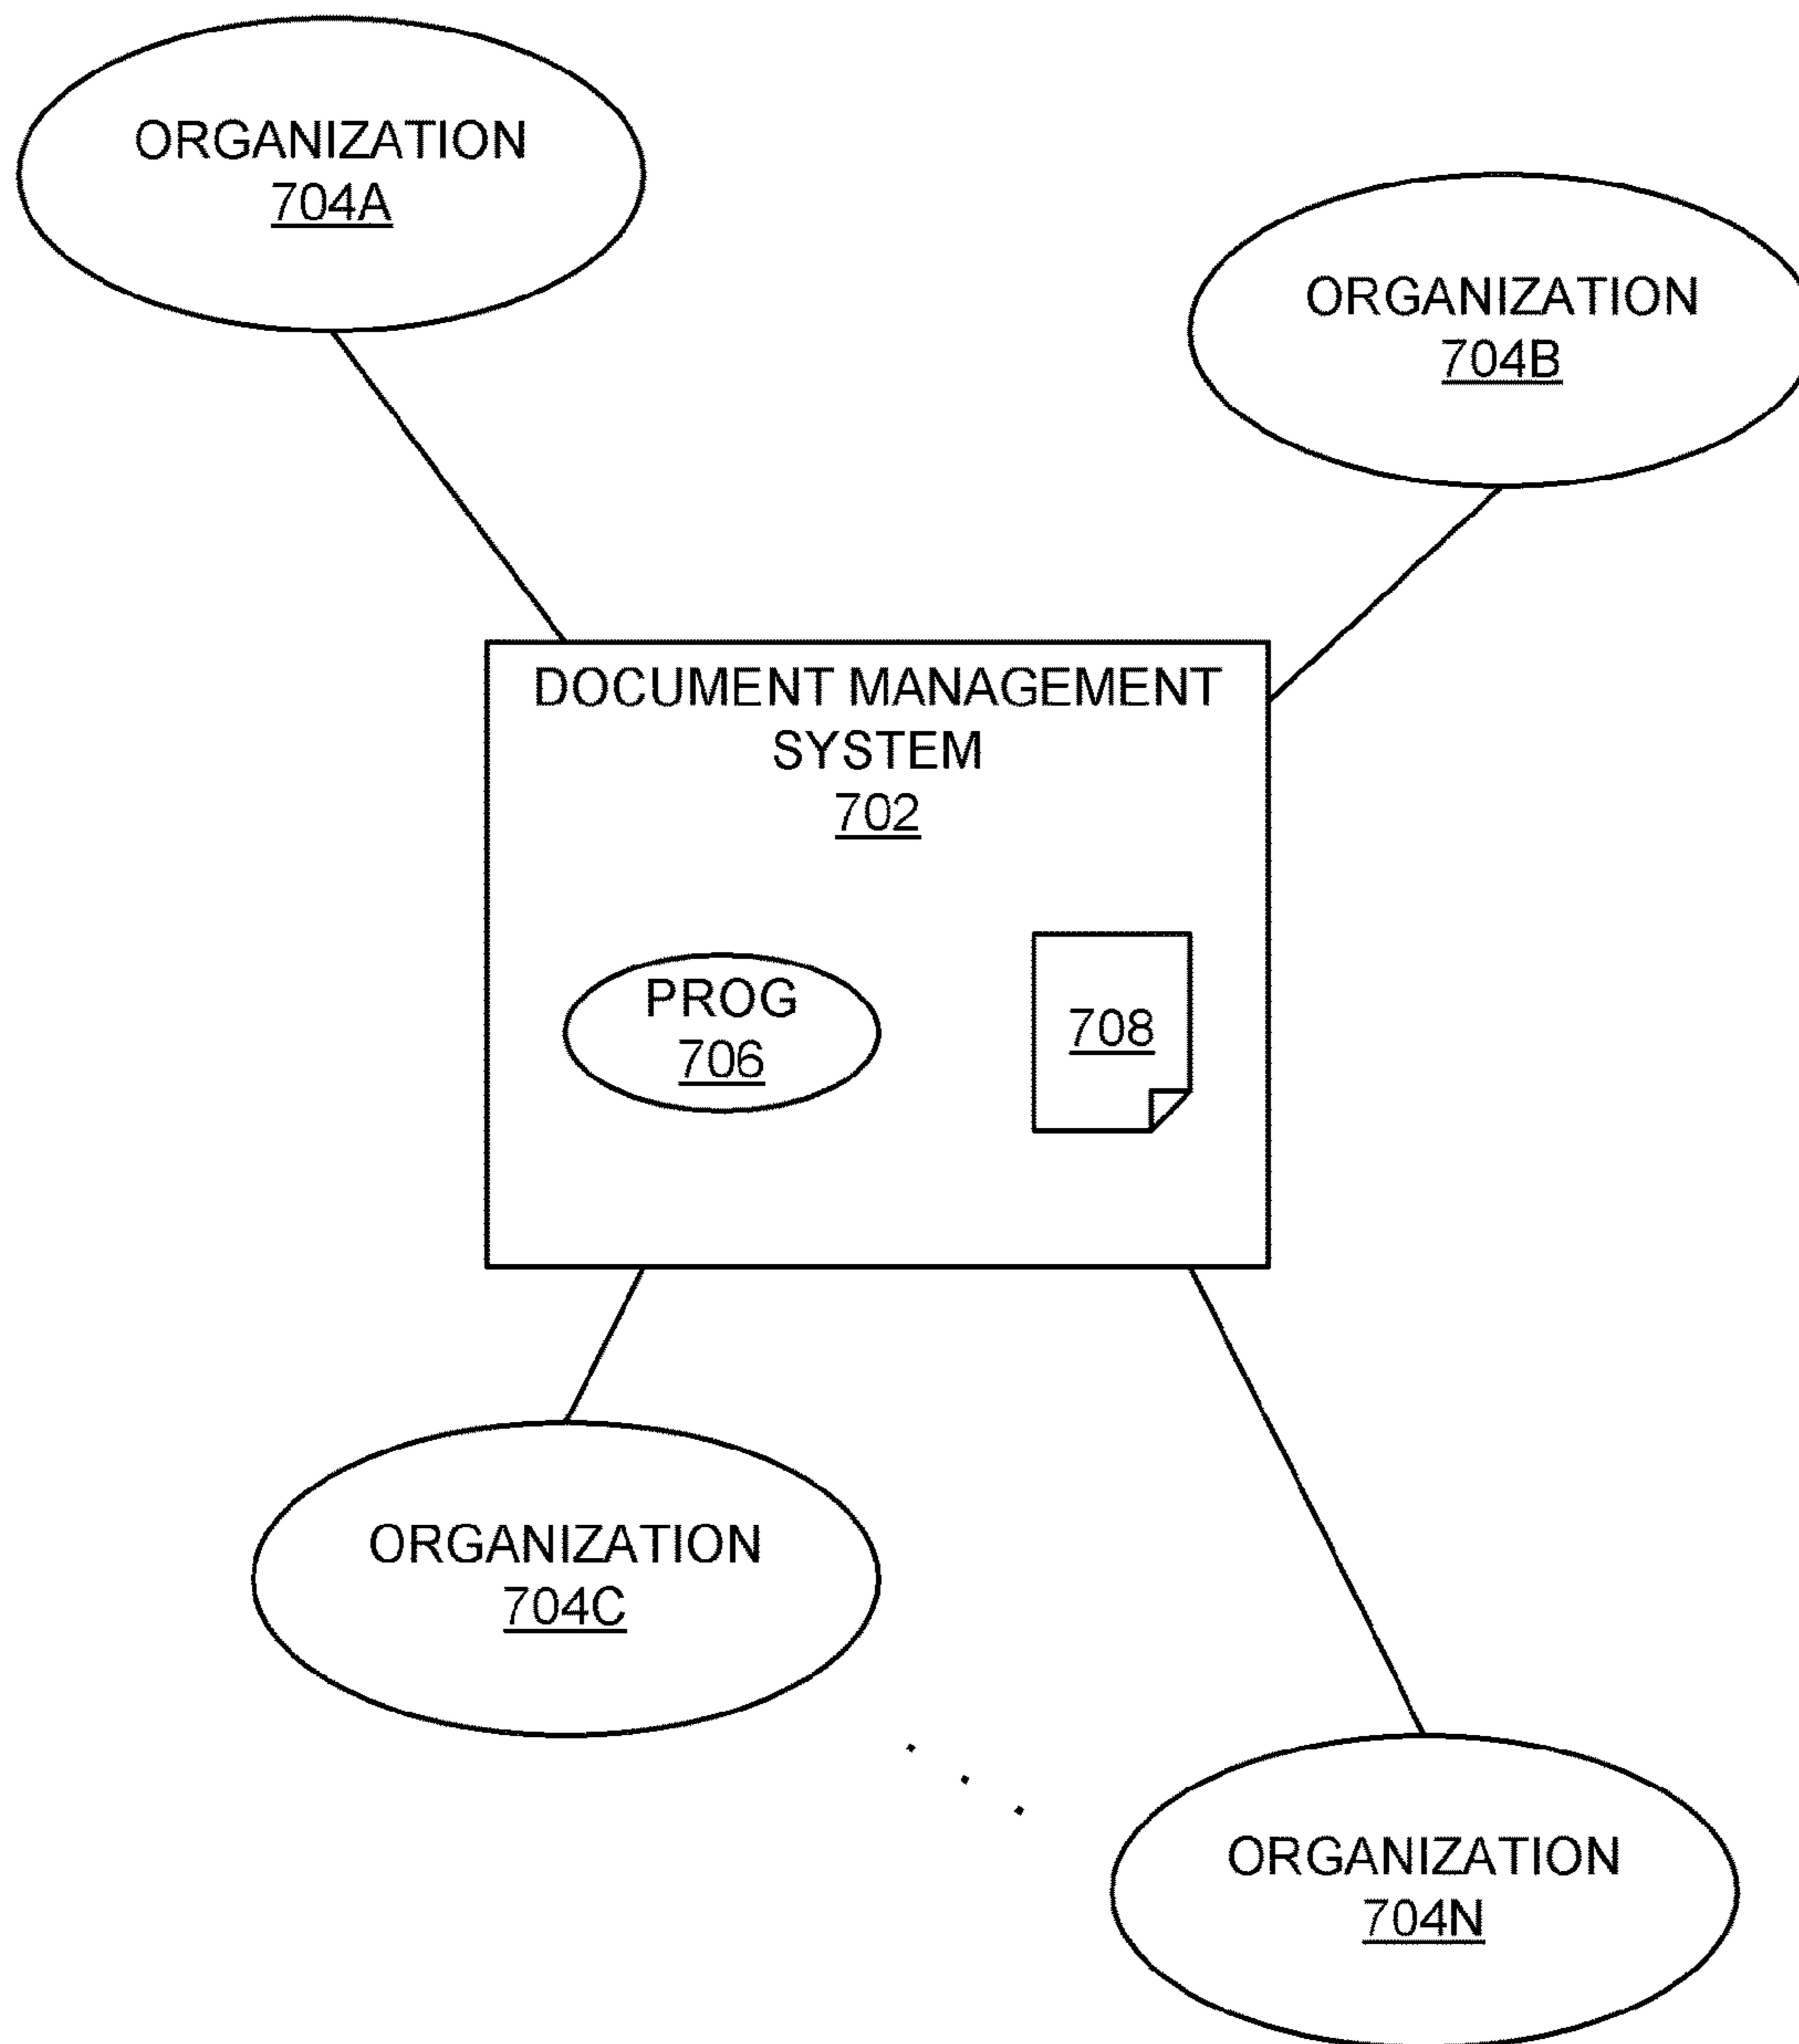 ORGANIZATION
704A
ORGANIZATION
704B
DOCUMENT MANAGEMENT
SYSTEM
702
PROG
706
708
ORGANIZATION
704C
ORGANIZATION
704N